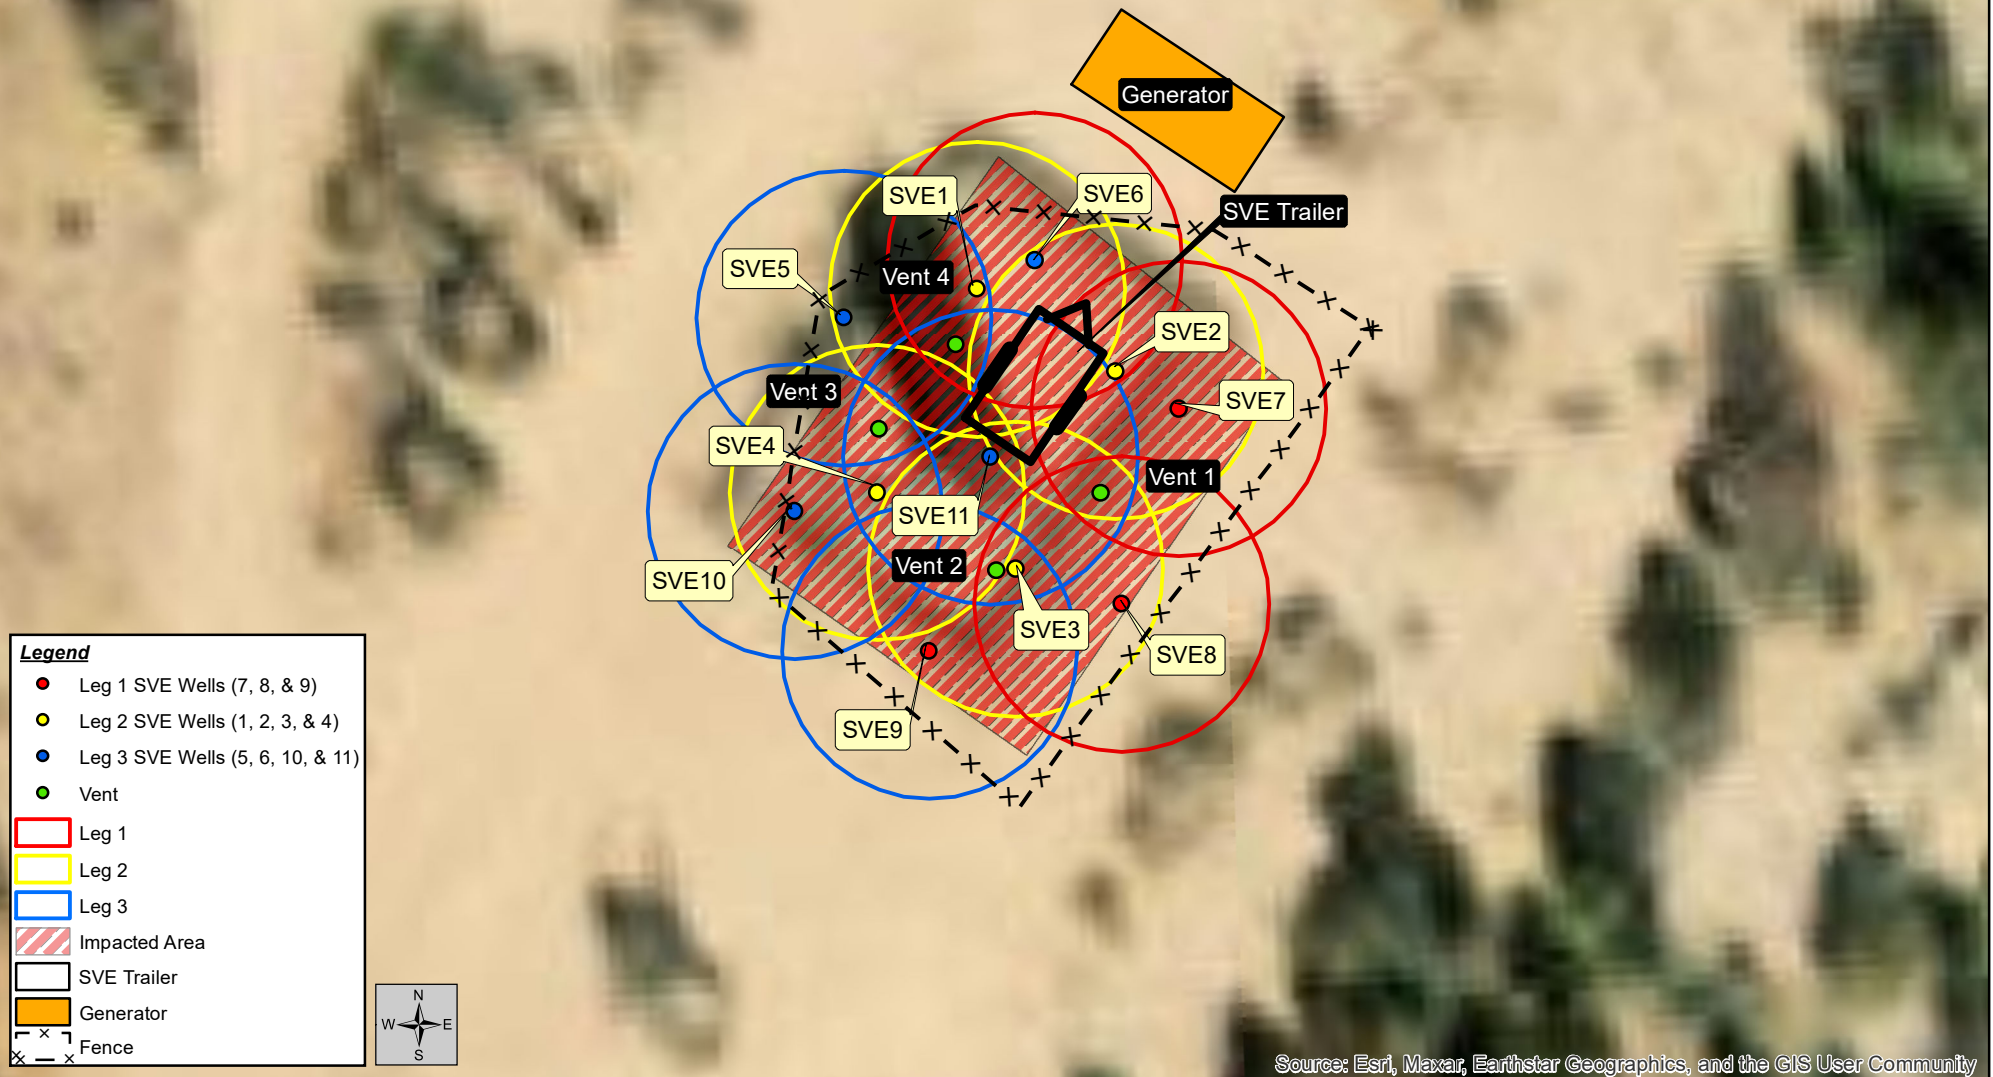 Generator
SVE1
SVE6
SVE Trailer
SVE5
Vent 4
SVE2
Vent 3
SVE7
SVE4
Vent 1
SVE11
Vent 2
SVE10
SVE3
SVE8
SVE9
Legend
Leg 1 SVE Wells (7, 8, & 9)
Leg 2 SVE Wells (1, 2, 3, & 4)
Leg 3 SVE Wells (5, 6, 10, & 11)
Vent
Leg 1
Leg 2
Leg 3
Impacted Area
SVE Trailer
Generator
Fence
N
W E
S
Source: Esri, Maxar, Earthstar Geographics, and the GIS User Community